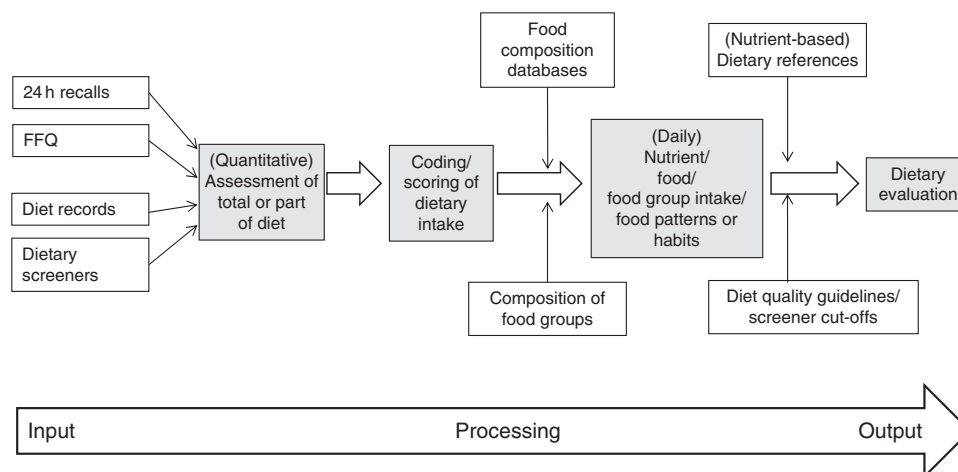 24 h recalls
FFQ
Diet records
Dietary
screeners
(Quantitative)
Assessment of
total or part
of diet
Coding/
scoring of
dietary
intake
Food
composition
databases
Composition of
food groups
(Daily)
Nutrient/
food/
food group intake/
food patterns or
habits
(Nutrient-based)
Dietary references
Diet quality guidelines/
screener cut-offs
Dietary
evaluation
Input
Processing
Output